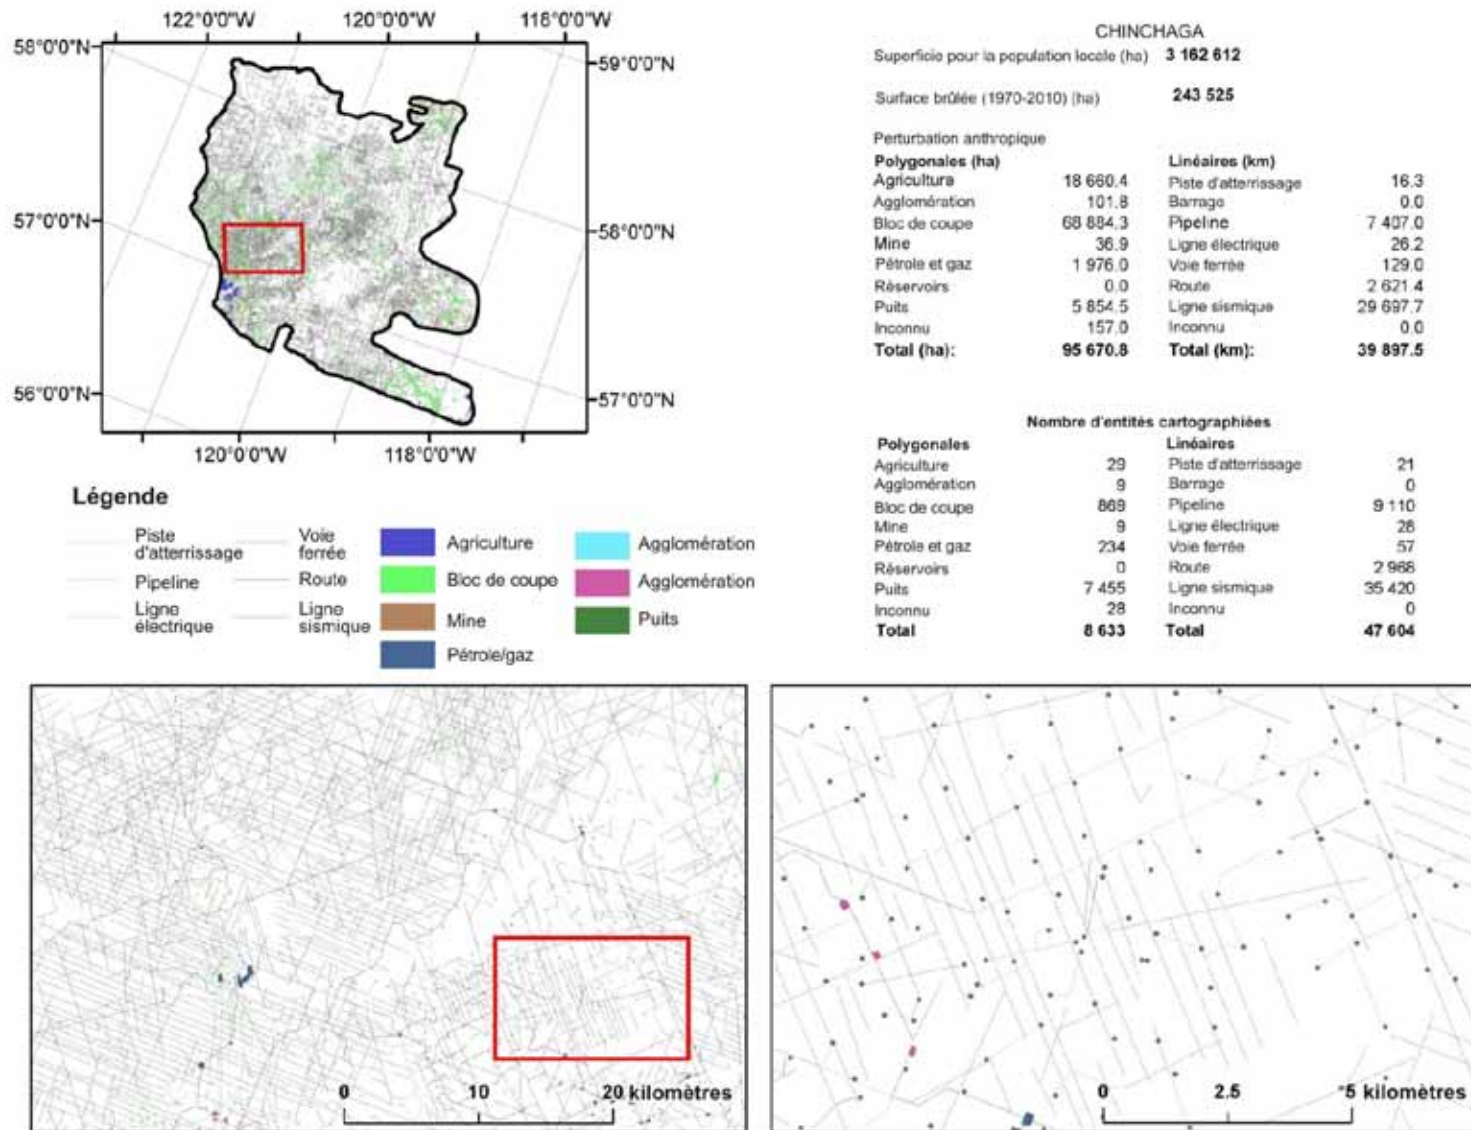 122°0'0"W 120°0'0"W 118°0'0"W
58°0'0"N
59°0'0"N
57°0'0"N
58°0'0"N
56°0'0"N
57°0'0"N
120°0'0"W 118°0'0"W
CHINCHAGA
Superficie pour la population locale (ha) 3 162 612
Surface brûlée (1970-2010) (ha) 243 525
Perturbation anthropique
Polygonales (ha) Linéaires (km)
Agriculture 18 660.4 Piste d'atterrissage 16.3
Agglomération 101.8 Barrage 0.0
Bloc de coupe 68 884.3 Pipeline 7 407.0
Mine 36.9 Ligne électrique 26.2
Pétrole et gaz 1 976.0 Voie ferrée 129.0
Réservoirs 0.0 Route 2 621.4
Puits 5 854.5 Ligne sismique 29 697.7
Inconnu 157.0 Inconnu 0.0
Total (ha): 95 670.8 Total (km): 39 897.5
Nombre d'entités cartographiées
Polygonales Linéaires
Agriculture 29 Piste d'atterrissage 21
Agglomération 9 Barrage 0
Bloc de coupe 869 Pipeline 9 110
Mine 9 Ligne électrique 28
Pétrole et gaz 234 Voie ferrée 57
Réservoirs 0 Route 2 968
Puits 7 455 Ligne sismique 35 420
Inconnu 28 Inconnu 0
Total 8 633 Total 47 604
Légende
Piste d'atterrissage
Pipeline
Ligne électrique
Voie ferrée
Route
Ligne sismique
Agriculture
Bloc de coupe
Mine
Pétrole/gaz
Agglomération
Agglomération
Puits
0 10 20 kilomètres
0 2.5 5 kilomètres